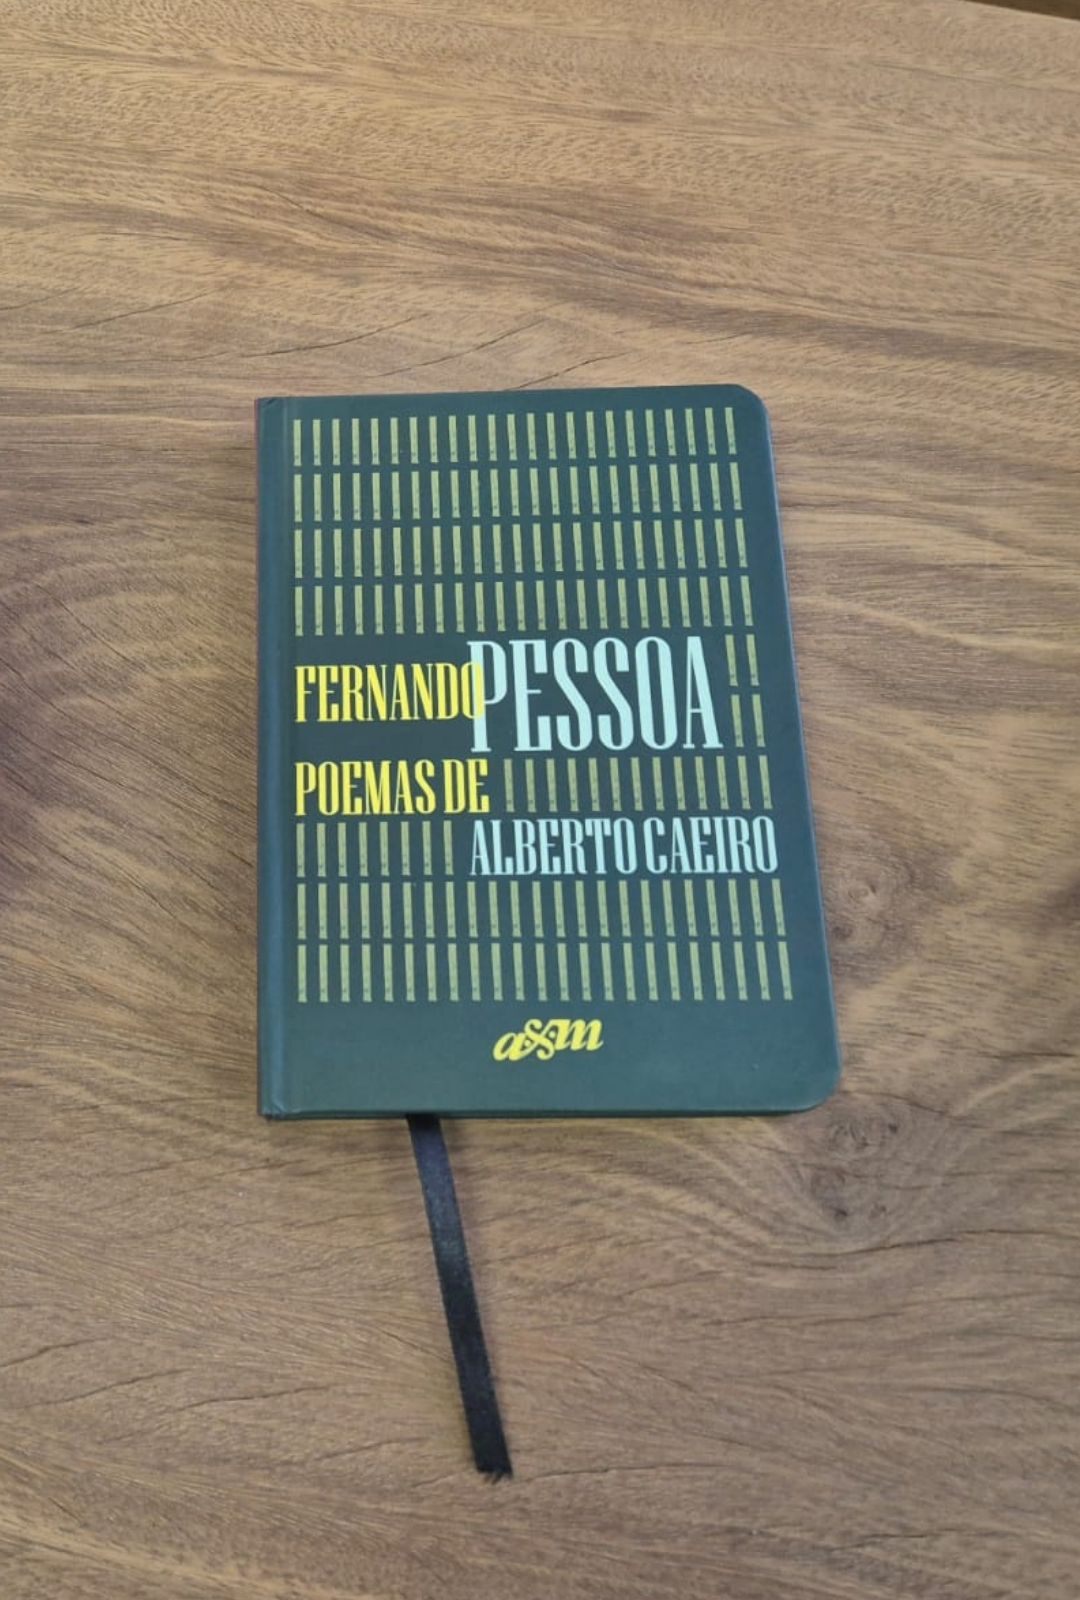 FERNANDO PESSOA
POEMAS DE
ALBERTO CAEIRO
a&m